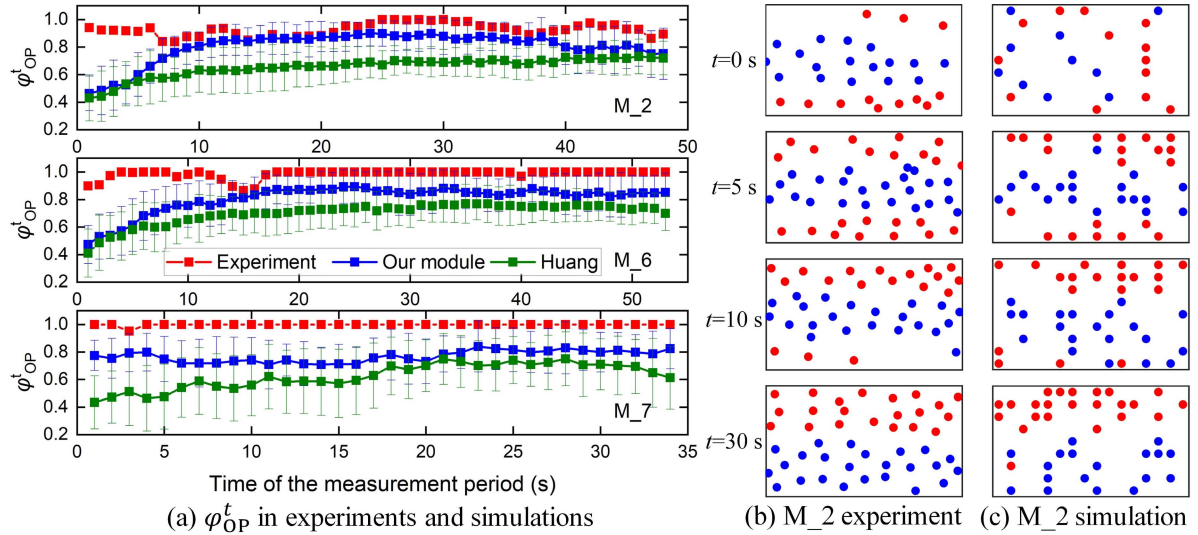 1.0
0.8
0.6
0.4
0.2
φ^t_OP
M_2
0 10 20 30 40 50
1.0
0.8
0.6
0.4
0.2
φ^t_OP
Experiment Our module Huang
M_6
0 10 20 30 40 50
1.0
0.8
0.6
0.4
φ^t_OP
M_7
0 5 10 15 20 25 30 35
Time of the measurement period (s)
(a) φ^t_OP in experiments and simulations
t=0 s
t=5 s
t=10 s
t=30 s
(b) M_2 experiment
(c) M_2 simulation